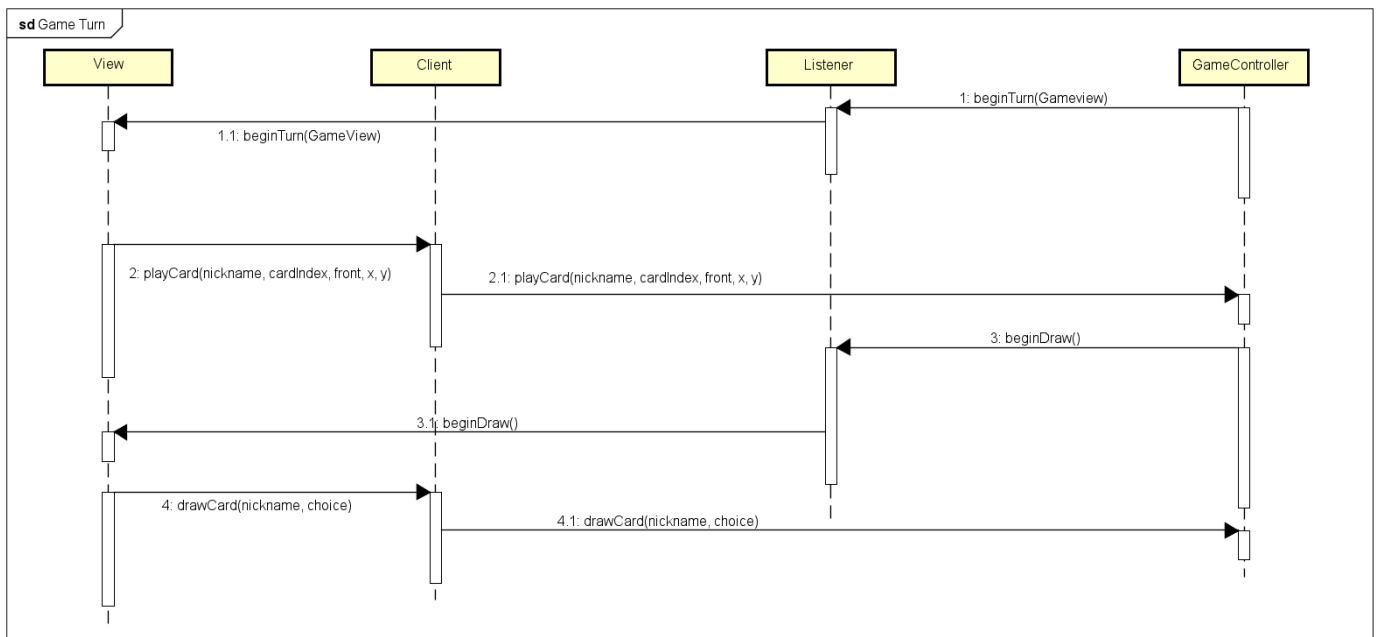 sd Game Turn
View
Client
Listener
GameController
1: beginTurn(Gameview)
1.1: beginTurn(GameView)
2: playCard(nickname, cardIndex, front, x, y)
2.1: playCard(nickname, cardIndex, front, x, y)
3: beginDraw()
3.1: beginDraw()
4: drawCard(nickname, choice)
4.1: drawCard(nickname, choice)